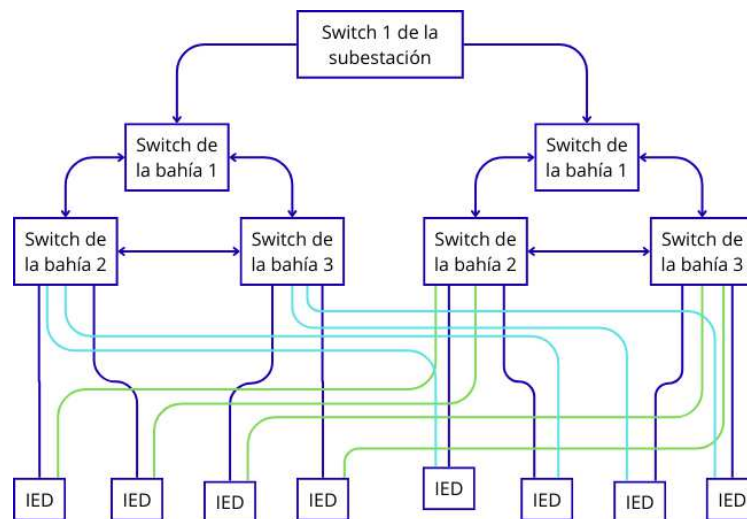 Switch 1 de la
subestación
Switch de
la bahía 1
Switch de
la bahía 1
Switch de
la bahía 2
Switch de
la bahía 3
Switch de
la bahía 2
Switch de
la bahía 3
IED
IED
IED
IED
IED
IED
IED
IED